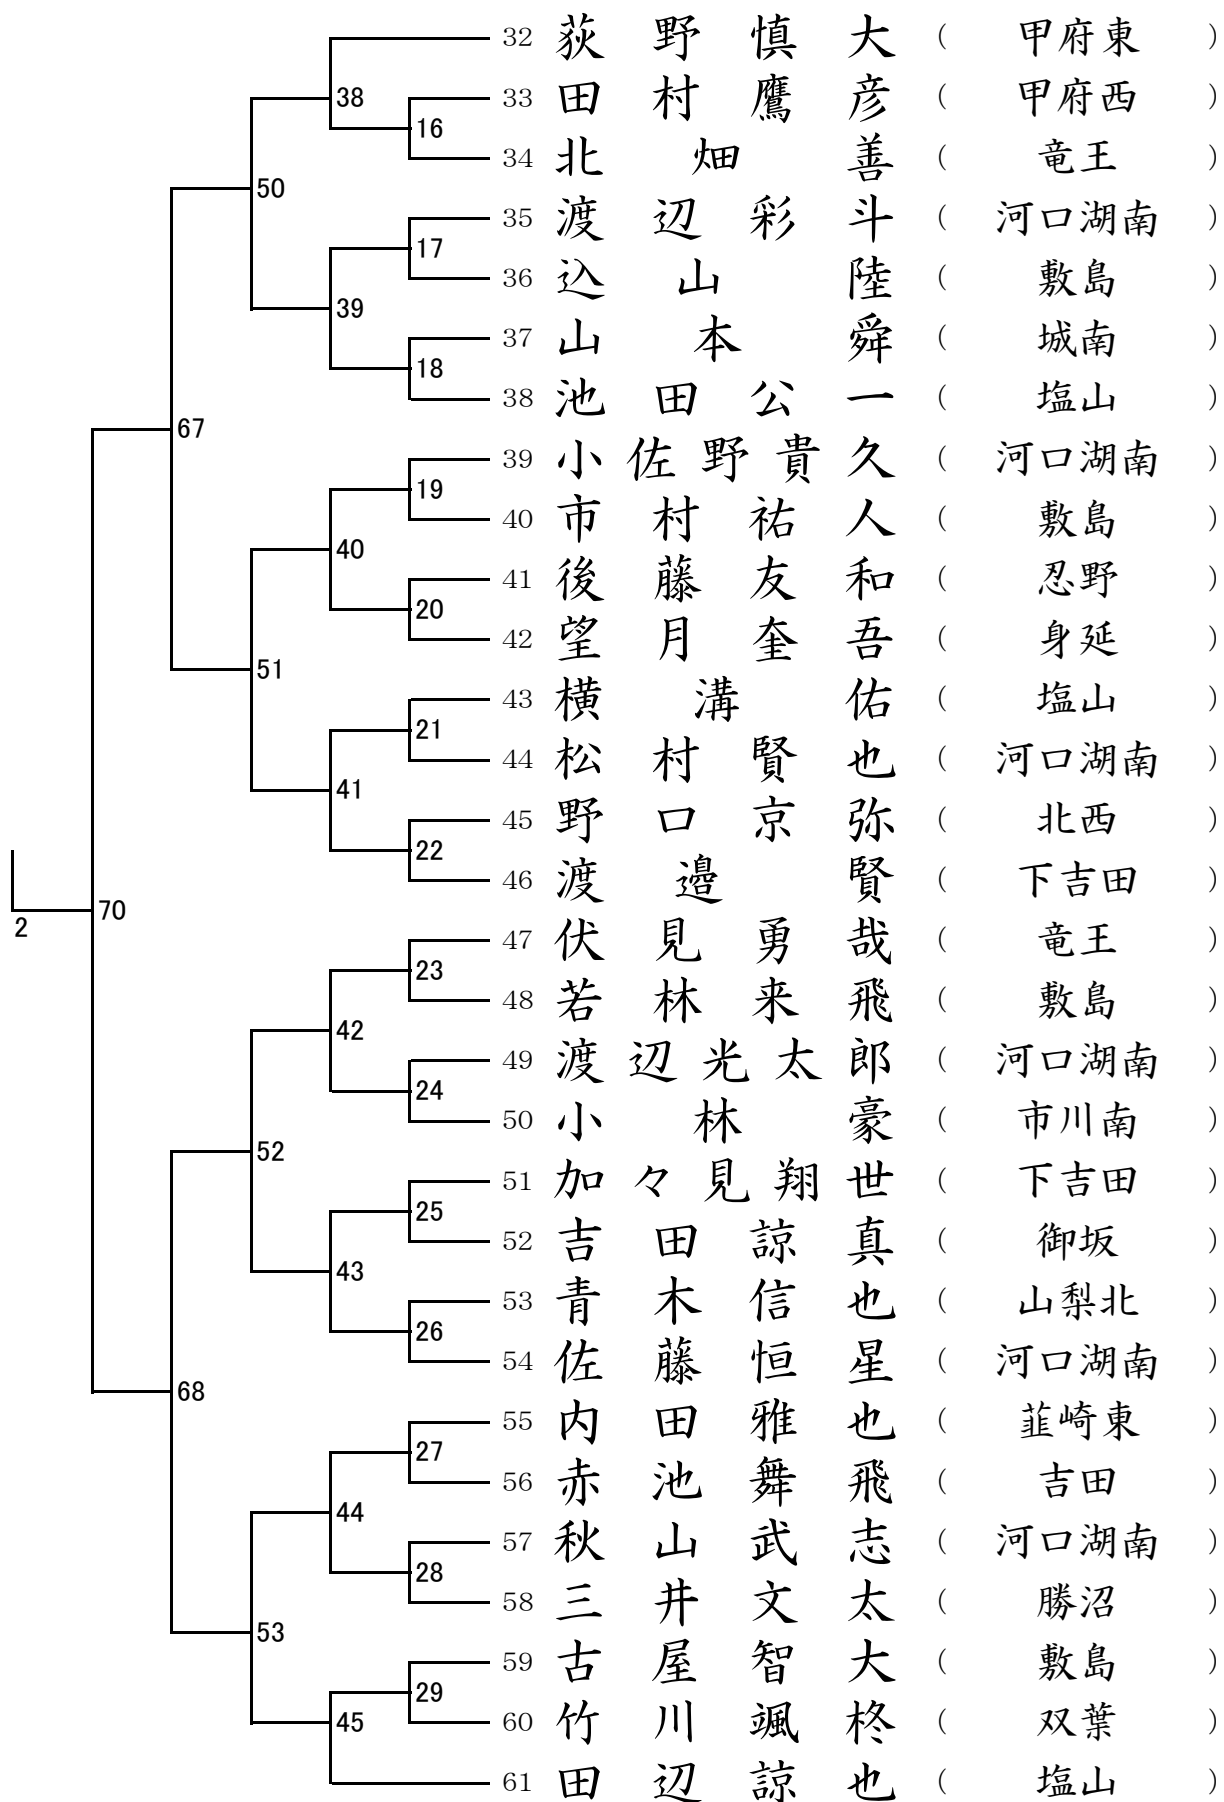 32 荻野慎大 ( 甲府東 )
38
33 田村鷹彦 ( 甲府西 )
16
34 北畑善 ( 竜王 )
50
35 渡辺彩斗 ( 河口湖南 )
17
36 込山陸 ( 敷島 )
39
37 山本舜 ( 城南 )
18
38 池田公一 ( 塩山 )
67
39 小佐野貴久 ( 河口湖南 )
19
40 市村祐人 ( 敷島 )
40
41 後藤友和 ( 忍野 )
20
42 望月奎吾 ( 身延 )
51
43 横溝佑 ( 塩山 )
21
44 松村賢也 ( 河口湖南 )
41
45 野口京弥 ( 北西 )
22
46 渡邉賢 ( 下吉田 )
70
2
47 伏見勇哉 ( 竜王 )
23
48 若林来飛 ( 敷島 )
42
49 渡辺光太郎 ( 河口湖南 )
24
50 小林豪 ( 市川南 )
52
51 加々見翔世 ( 下吉田 )
25
52 吉田諒真 ( 御坂 )
43
53 青木信也 ( 山梨北 )
26
54 佐藤恒星 ( 河口湖南 )
68
55 内田雅也 ( 韮崎東 )
27
56 赤池舞飛 ( 吉田 )
44
57 秋山武志 ( 河口湖南 )
28
58 三井文太 ( 勝沼 )
53
59 古屋智大 ( 敷島 )
29
60 竹川颯柊 ( 双葉 )
45
61 田辺諒也 ( 塩山 )